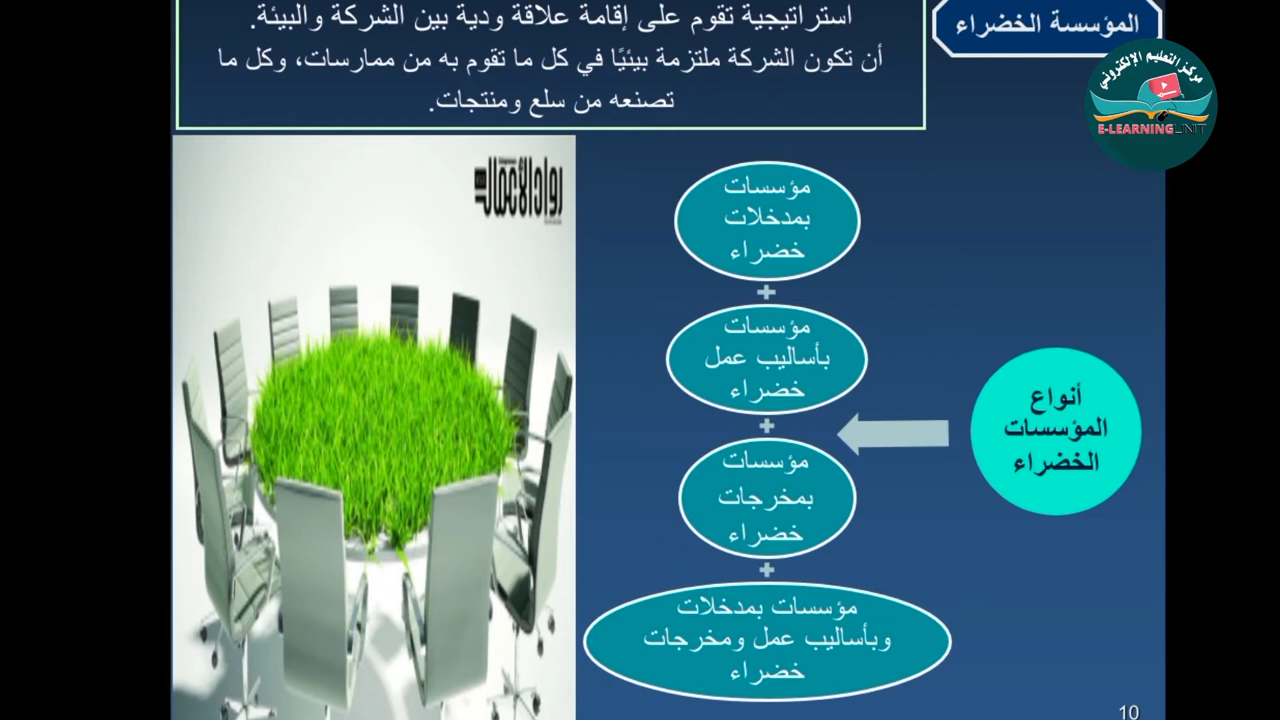 المؤسسة الخضراء
استراتيجية تقوم على إقامة علاقة ودية بين الشركة والبيئة.
أن تكون الشركة ملتزمة بيئيًا في كل ما تقوم به من ممارسات، وكل ما
تصنعه من سلع ومنتجات.
مركز التعليم الإلكتروني
E-LEARNING UNIT
رواد الأعمال
أنواع
المؤسسات
الخضراء
مؤسسات
بمدخلات
خضراء
+
مؤسسات
بأساليب عمل
خضراء
+
مؤسسات
بمخرجات
خضراء
+
مؤسسات بمدخلات
وبأساليب عمل ومخرجات
خضراء
10